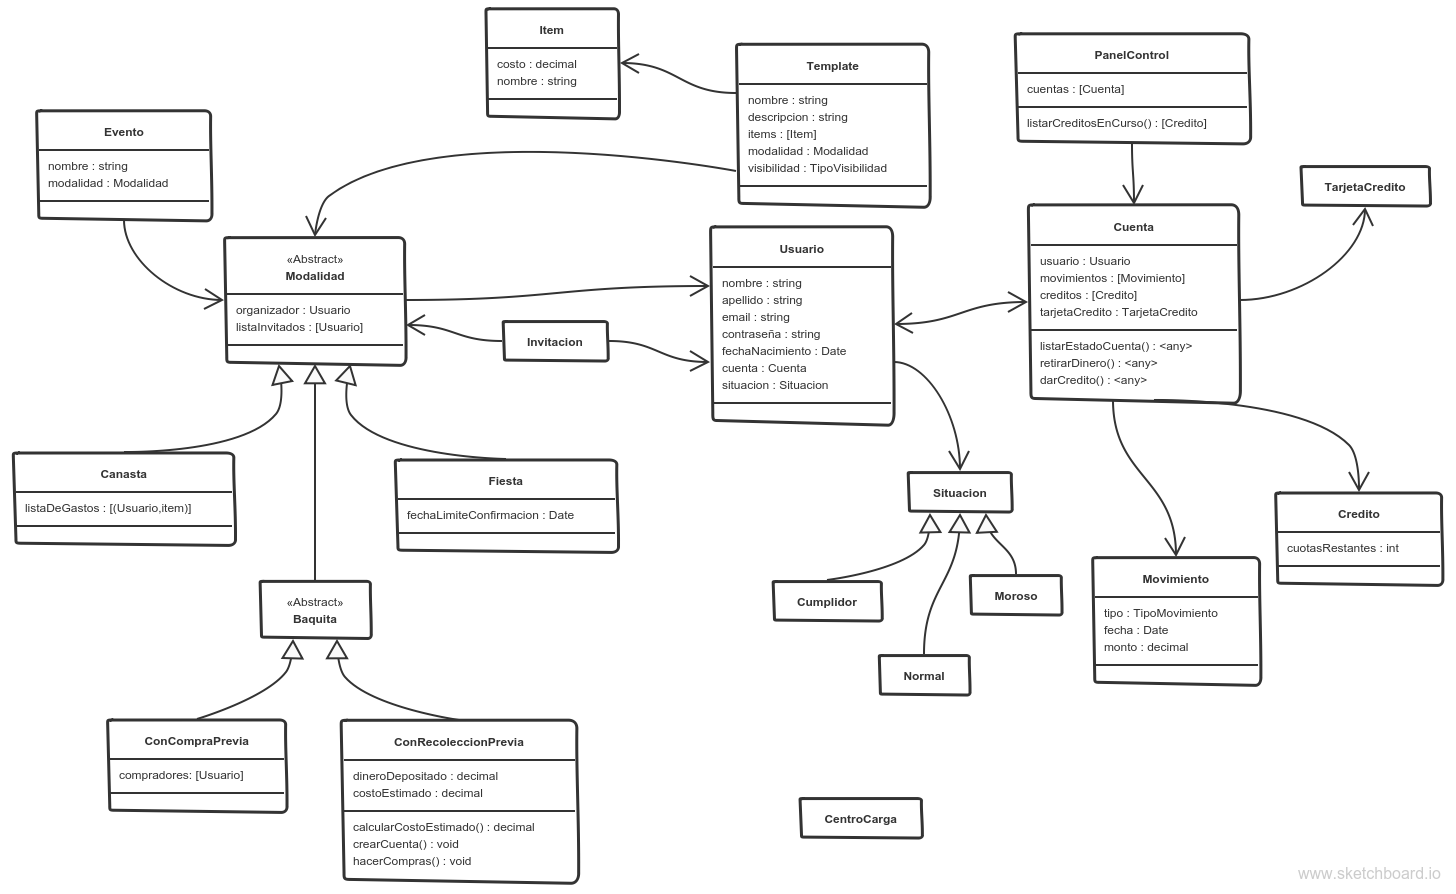 Item
costo : decimal
nombre : string
Template
nombre : string
descripcion : string
items : [Item]
modalidad : Modalidad
visibilidad : TipoVisibilidad
PanelControl
cuentas : [Cuenta]
listarCreditosEnCurso() : [Credito]
Evento
nombre : string
modalidad : Modalidad
TarjetaCredito
«Abstract»
Modalidad
organizador : Usuario
listaInvitados : [Usuario]
Invitacion
Usuario
nombre : string
apellido : string
email : string
contraseña : string
fechaNacimiento : Date
cuenta : Cuenta
situacion : Situacion
Cuenta
usuario : Usuario
movimientos : [Movimiento]
creditos : [Credito]
tarjetaCredito : TarjetaCredito
listarEstadoCuenta() : <any>
retirarDinero() : <any>
darCredito() : <any>
Canasta
listaDeGastos : [(Usuario,item)]
Fiesta
fechaLimiteConfirmacion : Date
Situacion
Credito
cuotasRestantes : int
«Abstract»
Baquita
Cumplidor
Moroso
Normal
Movimiento
tipo : TipoMovimiento
fecha : Date
monto : decimal
ConCompraPrevia
compradores: [Usuario]
ConRecoleccionPrevia
dineroDepositado : decimal
costoEstimado : decimal
calcularCostoEstimado() : decimal
crearCuenta() : void
hacerCompras() : void
CentroCarga
www.sketchboard.io